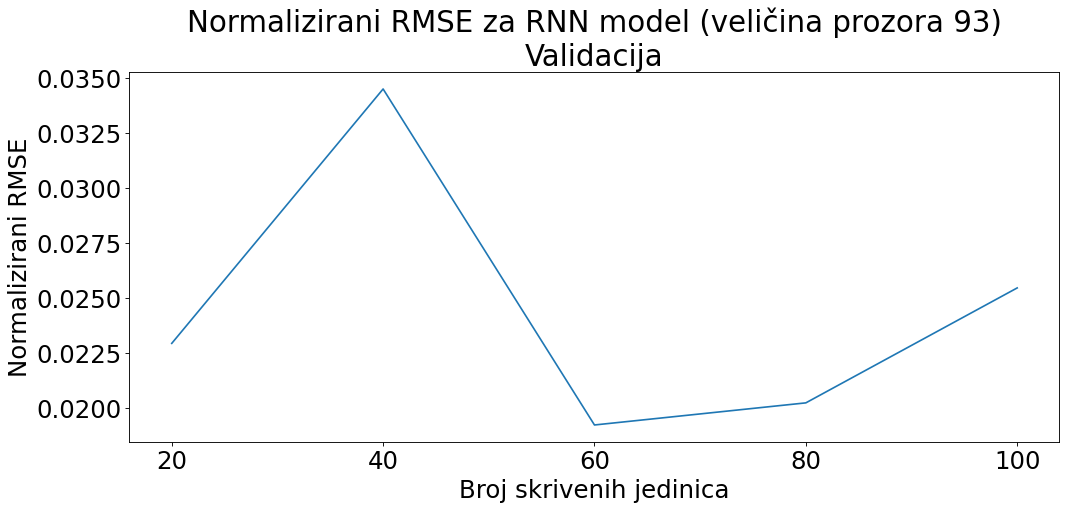 Normalizirani RMSE za RNN model (veličina prozora 93)
Validacija
Normalizirani RMSE
0.0350
0.0325
0.0300
0.0275
0.0250
0.0225
0.0200
20 40 60 80 100
Broj skrivenih jedinica